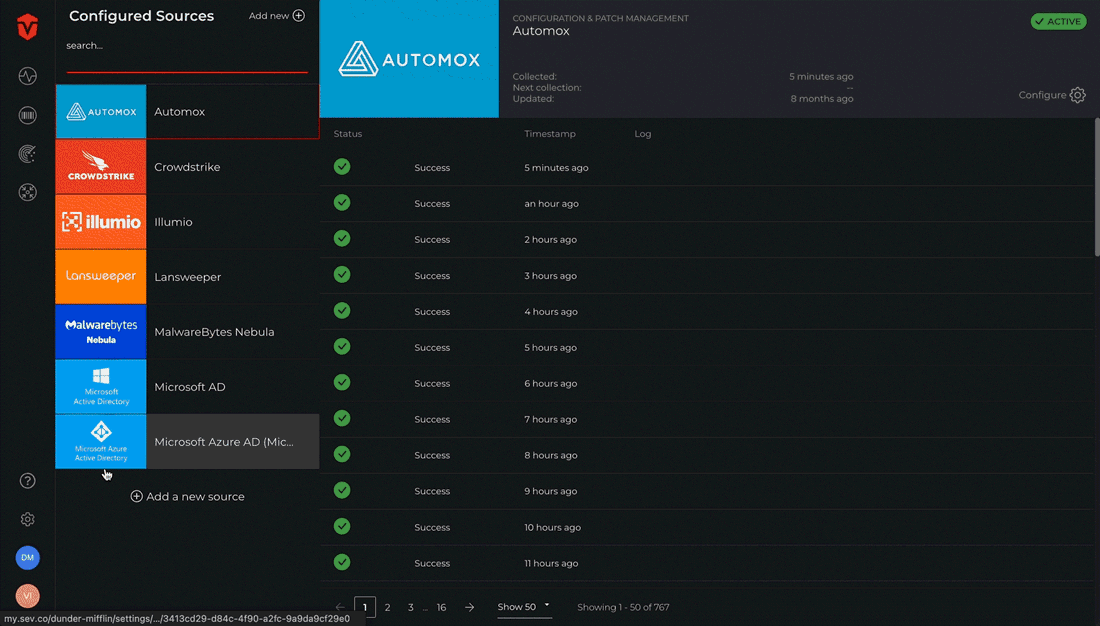 Configured Sources
Add new
search...
AUTOMOX
Automox
CROWDSTRIKE
Crowdstrike
illumio
Illumio
Lansweeper
Lansweeper
Malwarebytes
Nebula
MalwareBytes Nebula
Microsoft
Active Directory
Microsoft AD
Microsoft Azure
Active Directory
Microsoft Azure AD (Mic...
Add a new source
DM
VI
my.sev.co/dunder-mifflin/settings/.../3413cd29-d84c-4f90-a2fc-9a9da9cf29e0
AUTOMOX
CONFIGURATION & PATCH MANAGEMENT
Automox
ACTIVE
Collected: 5 minutes ago
Next collection: --
Updated: 8 months ago
Configure
Status Timestamp Log
Success 5 minutes ago
Success an hour ago
Success 2 hours ago
Success 3 hours ago
Success 4 hours ago
Success 5 hours ago
Success 6 hours ago
Success 7 hours ago
Success 8 hours ago
Success 9 hours ago
Success 10 hours ago
Success 11 hours ago
1 2 3 ... 16 Show 50 Showing 1 - 50 of 767